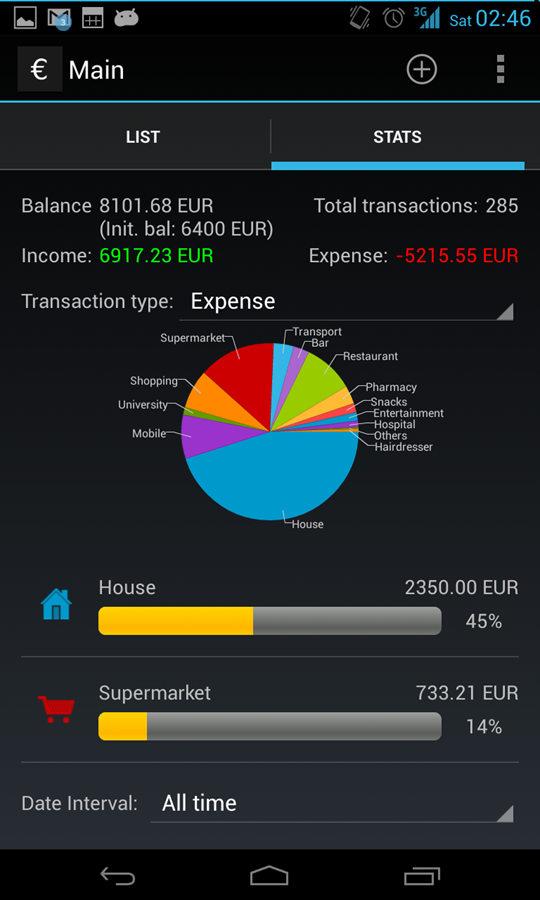 3
3G Sat 02:46
€ Main
LIST STATS
Balance 8101.68 EUR Total transactions: 285
(Init. bal: 6400 EUR)
Income: 6917.23 EUR Expense: -5215.55 EUR
Transaction type: Expense
Transport
Supermarket
Bar
Restaurant
Shopping
Pharmacy
Snacks
University
Entertainment
Hospital
Mobile
Others
Hairdresser
House
House 2350.00 EUR
45%
Supermarket 733.21 EUR
14%
Date Interval: All time